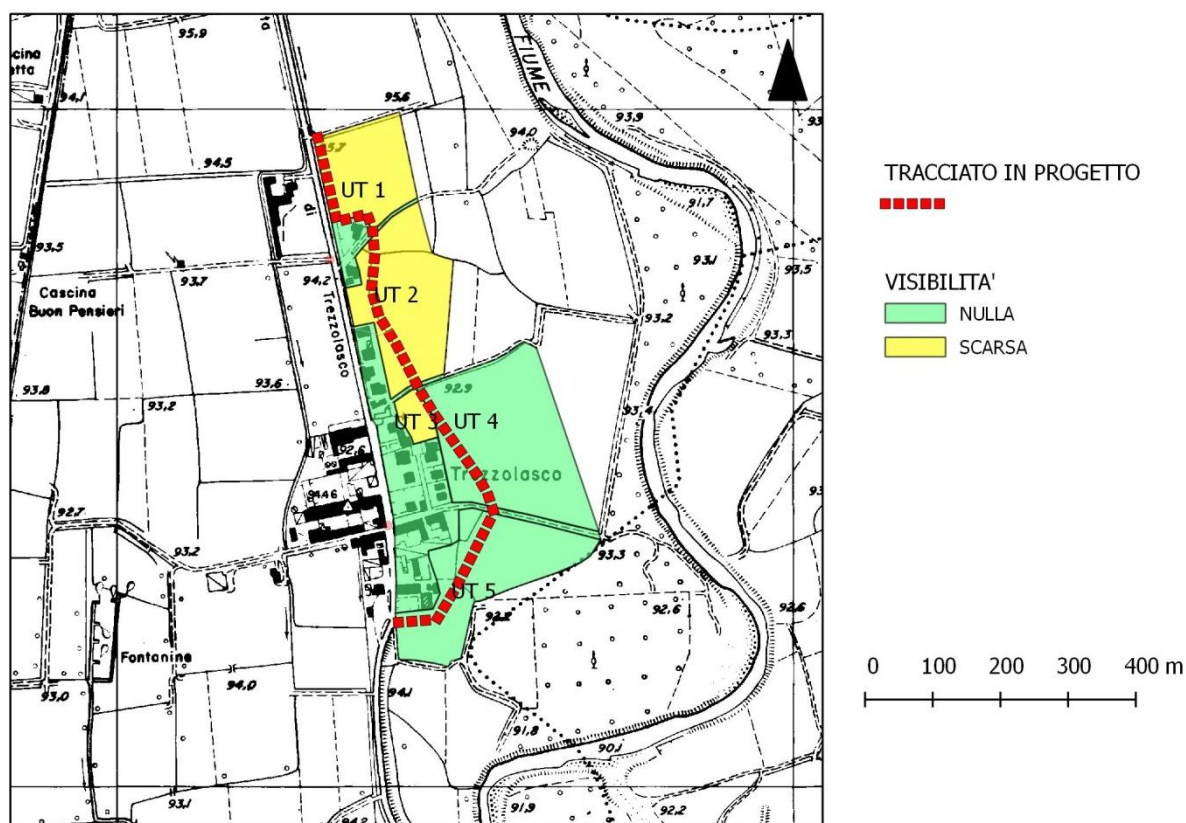 95,9
FIUME
94,1
95,6
94,0
93,9
94,5
UT 1
91,7
di
93,5
93,7
94,2
93,1
93,5
Cascina
Buon Pensieri
Trezzolasco
UT 2
93,2
93,3
93,8
93,2
93,6
92,9
93,4
UT 3
UT 4
92,6
Trezzolasco
94.46
92,7
93,2
93,3
UT 5
92,6
92,6
Fontanine
93,0
94,0
94,1
91,8
90,1
93,1
91,9
92,2
94,2
TRACCIATO IN PROGETTO
VISIBILITA'
NULLA
SCARSA
0 100 200 300 400 m